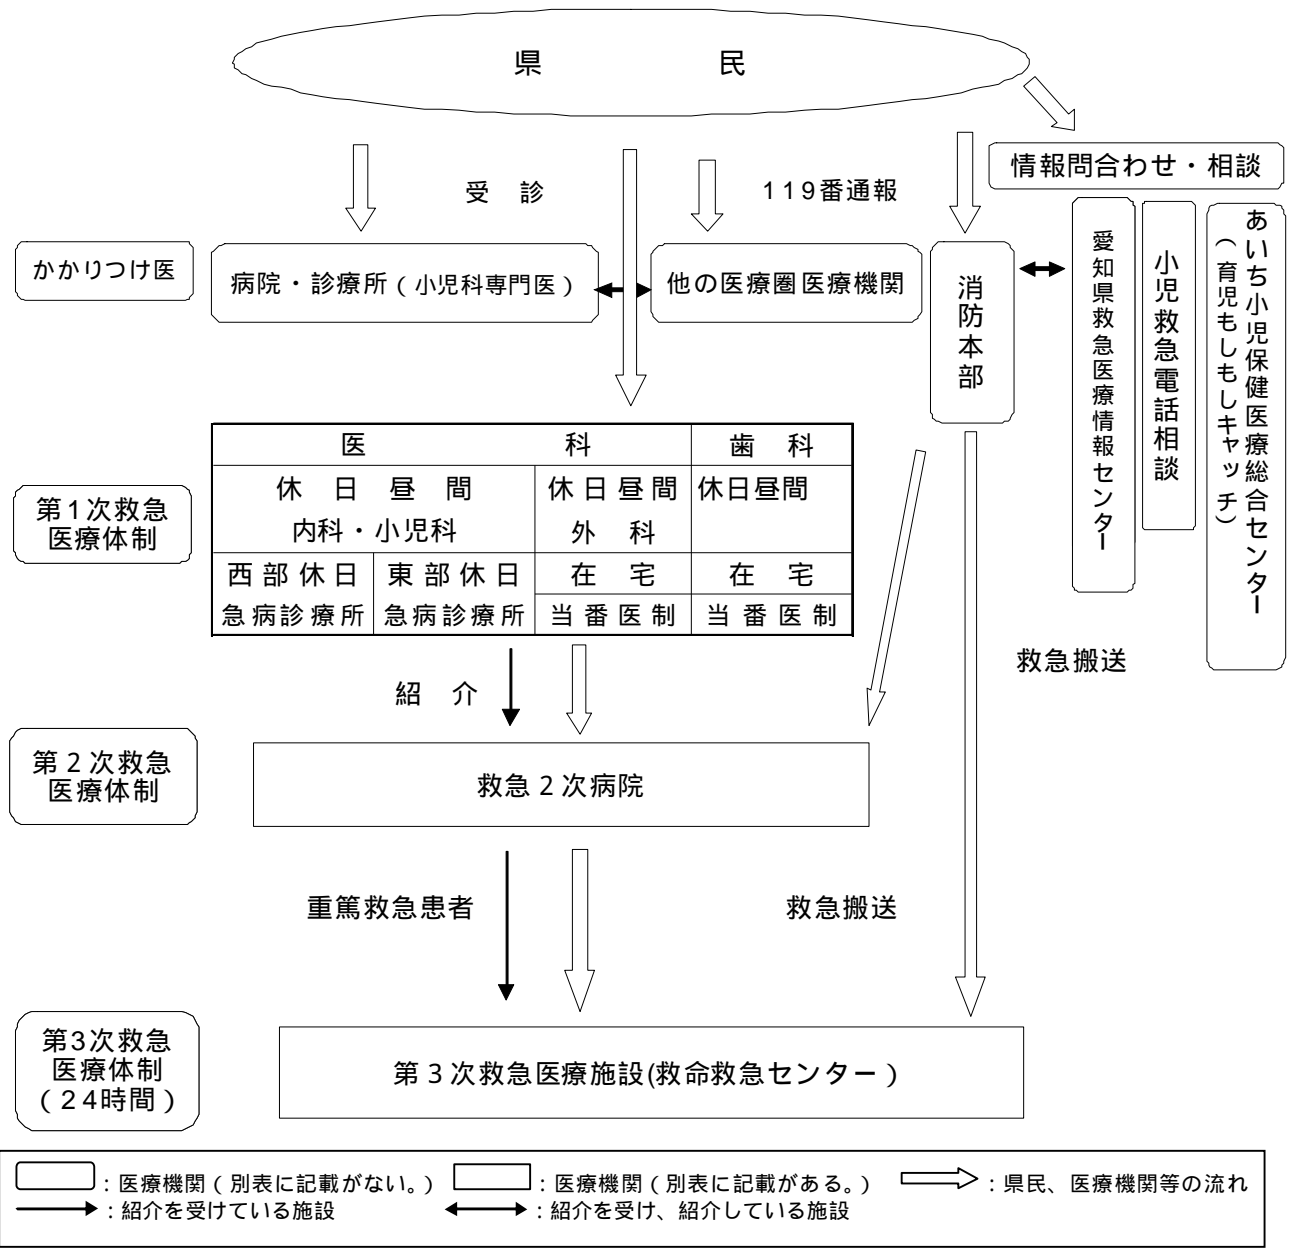 県　　民
情報問合わせ・相談
受　診
119番通報
かかりつけ医
病院・診療所（小児科専門医）
他の医療圏医療機関
消防本部
愛知県救急医療情報センター
小児救急電話相談
あいち小児保健医療総合センター
（育児もしもしキャッチ）
医　　科
歯　科
第1次救急
医療体制
休　日　昼　間
内科・小児科
休日昼間
外　科
休日昼間
西部休日
急病診療所
東部休日
急病診療所
在　宅
当番医制
在　宅
当番医制
救急搬送
紹　介
第２次救急
医療体制
救急２次病院
重篤救急患者
救急搬送
第3次救急
医療体制
（24時間）
第３次救急医療施設(救命救急センター）
：医療機関（別表に記載がない。）
：医療機関（別表に記載がある。）
：県民、医療機関等の流れ
：紹介を受けている施設
：紹介を受け、紹介している施設